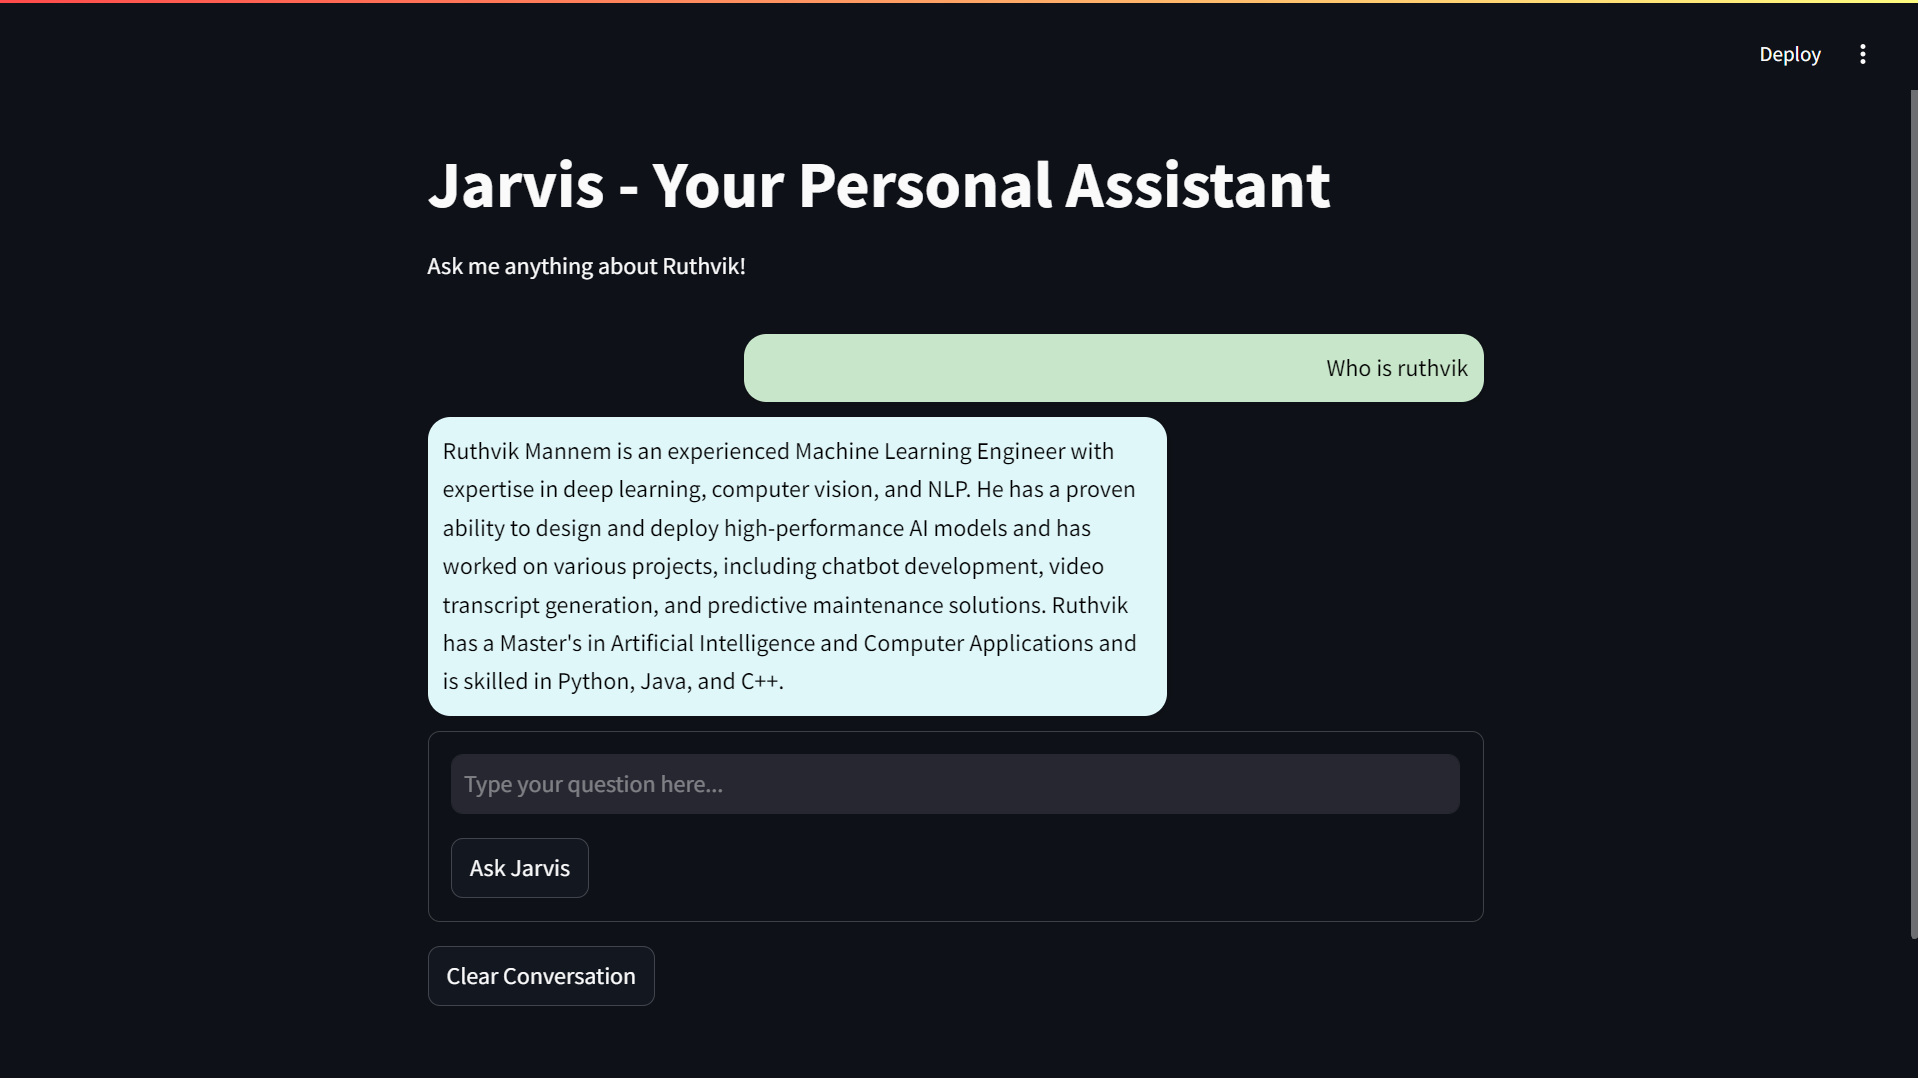 Deploy
Jarvis - Your Personal Assistant
Ask me anything about Ruthvik!
Who is ruthvik
Ruthvik Mannem is an experienced Machine Learning Engineer with
expertise in deep learning, computer vision, and NLP. He has a proven
ability to design and deploy high-performance AI models and has
worked on various projects, including chatbot development, video
transcript generation, and predictive maintenance solutions. Ruthvik
has a Master's in Artificial Intelligence and Computer Applications and
is skilled in Python, Java, and C++.
Type your question here...
Ask Jarvis
Clear Conversation